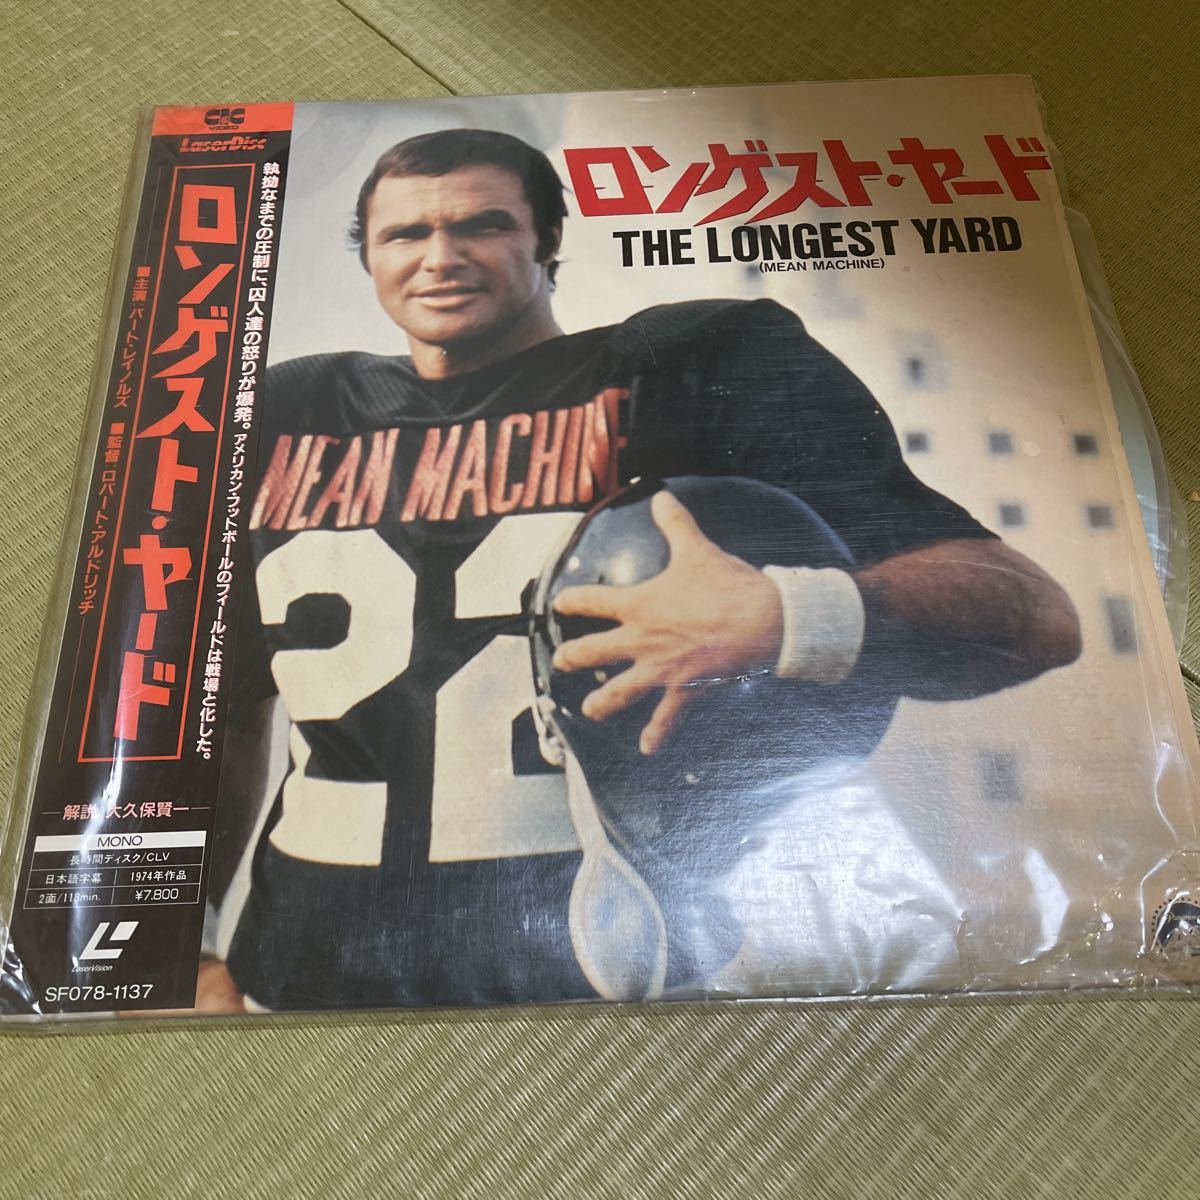 CIC
VIDEO
LaserDisc
ロンゲスト・ヤード
■主演:バート・レイノルズ ■監督:ロバート・アルドリッチ
執拗なまでの圧制に、囚人達の怒りが爆発。アメリカン・フットボールのフィールドは戦場と化した。
解説 大久保賢一
MONO
長時間ディスク/CLV
日本語字幕 1974年作品
2面/118min. ¥7,800
LaserVision
SF078-1137
ロンゲスト・ヤード
THE LONGEST YARD
(MEAN MACHINE)
MEAN MACHINE
22